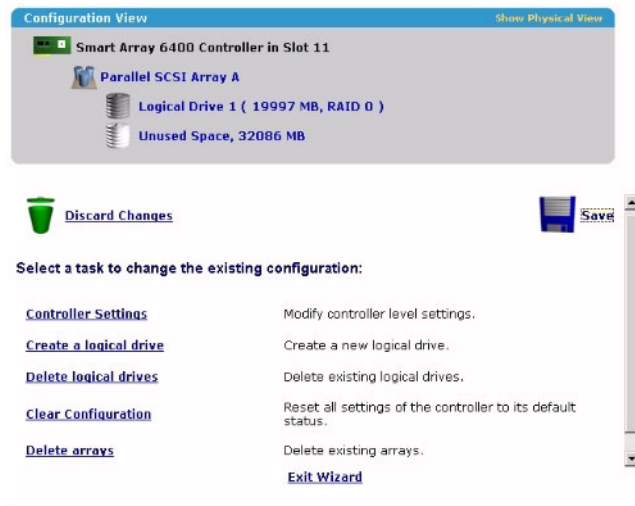 Configuration View
Show Physical View
Smart Array 6400 Controller in Slot 11
Parallel SCSI Array A
Logical Drive 1 ( 19997 MB, RAID 0 )
Unused Space, 32086 MB
Discard Changes
Save
Select a task to change the existing configuration:
Controller Settings
Modify controller level settings.
Create a logical drive
Create a new logical drive.
Delete logical drives
Delete existing logical drives.
Clear Configuration
Reset all settings of the controller to its default
status.
Delete arrays
Delete existing arrays.
Exit Wizard